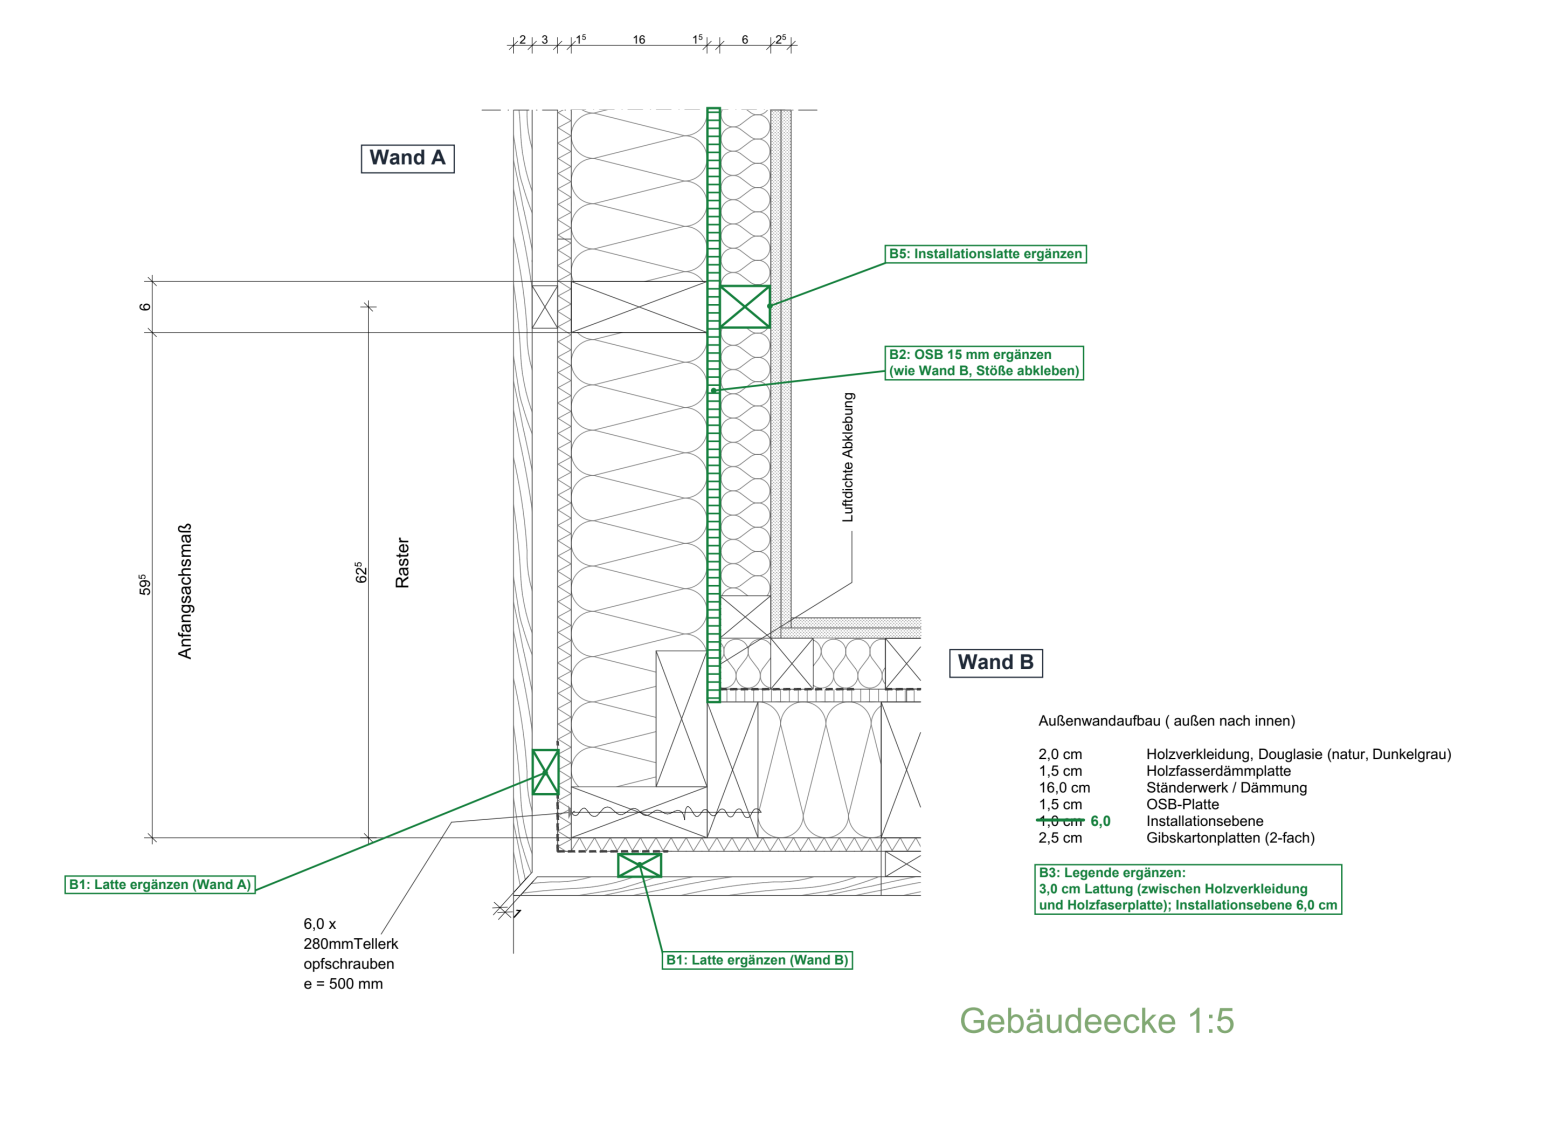 2 3 1⁵ 16 1⁵ 6 2⁵
Wand A
B5: Installationslatte ergänzen
6
B2: OSB 15 mm ergänzen
(wie Wand B, Stöße abkleben)
Luftdichte Abklebung
59⁵
Anfangsachsmaß
62⁵
Raster
Wand B
Außenwandaufbau ( außen nach innen)
2,0 cm Holzverkleidung, Douglasie (natur, Dunkelgrau)
1,5 cm Holzfasserdämmplatte
16,0 cm Ständerwerk / Dämmung
1,5 cm OSB-Platte
1,0 cm 6,0 Installationsebene
2,5 cm Gibskartonplatten (2-fach)
B3: Legende ergänzen:
3,0 cm Lattung (zwischen Holzverkleidung
und Holzfaserplatte); Installationsebene 6,0 cm
B1: Latte ergänzen (Wand A)
1
6,0 x
280mmTellerk
opfschrauben
e = 500 mm
B1: Latte ergänzen (Wand B)
Gebäudeecke 1:5